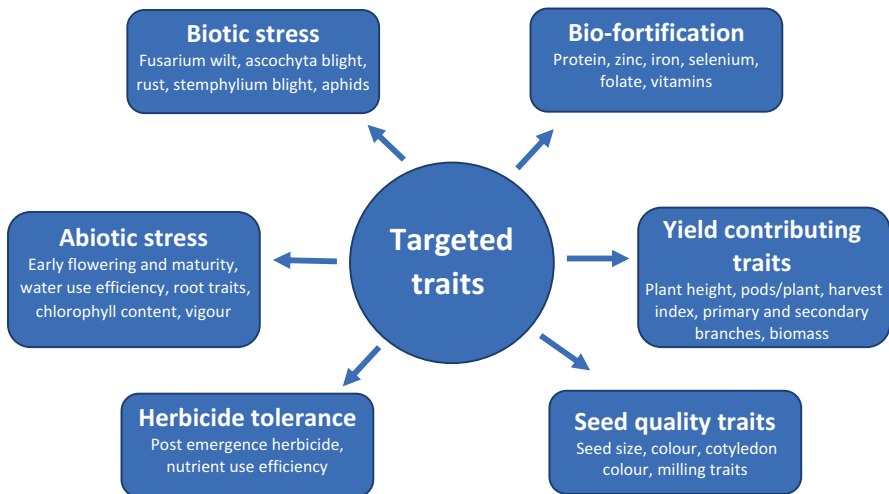 Biotic stress
Fusarium wilt, ascochyta blight,
rust, stemphylium blight, aphids
Bio-fortification
Protein, zinc, iron, selenium,
folate, vitamins
Abiotic stress
Early flowering and maturity,
water use efficiency, root traits,
chlorophyll content, vigour
Targeted
traits
Yield contributing
traits
Plant height, pods/plant, harvest
index, primary and secondary
branches, biomass
Herbicide tolerance
Post emergence herbicide,
nutrient use efficiency
Seed quality traits
Seed size, colour, cotyledon
colour, milling traits